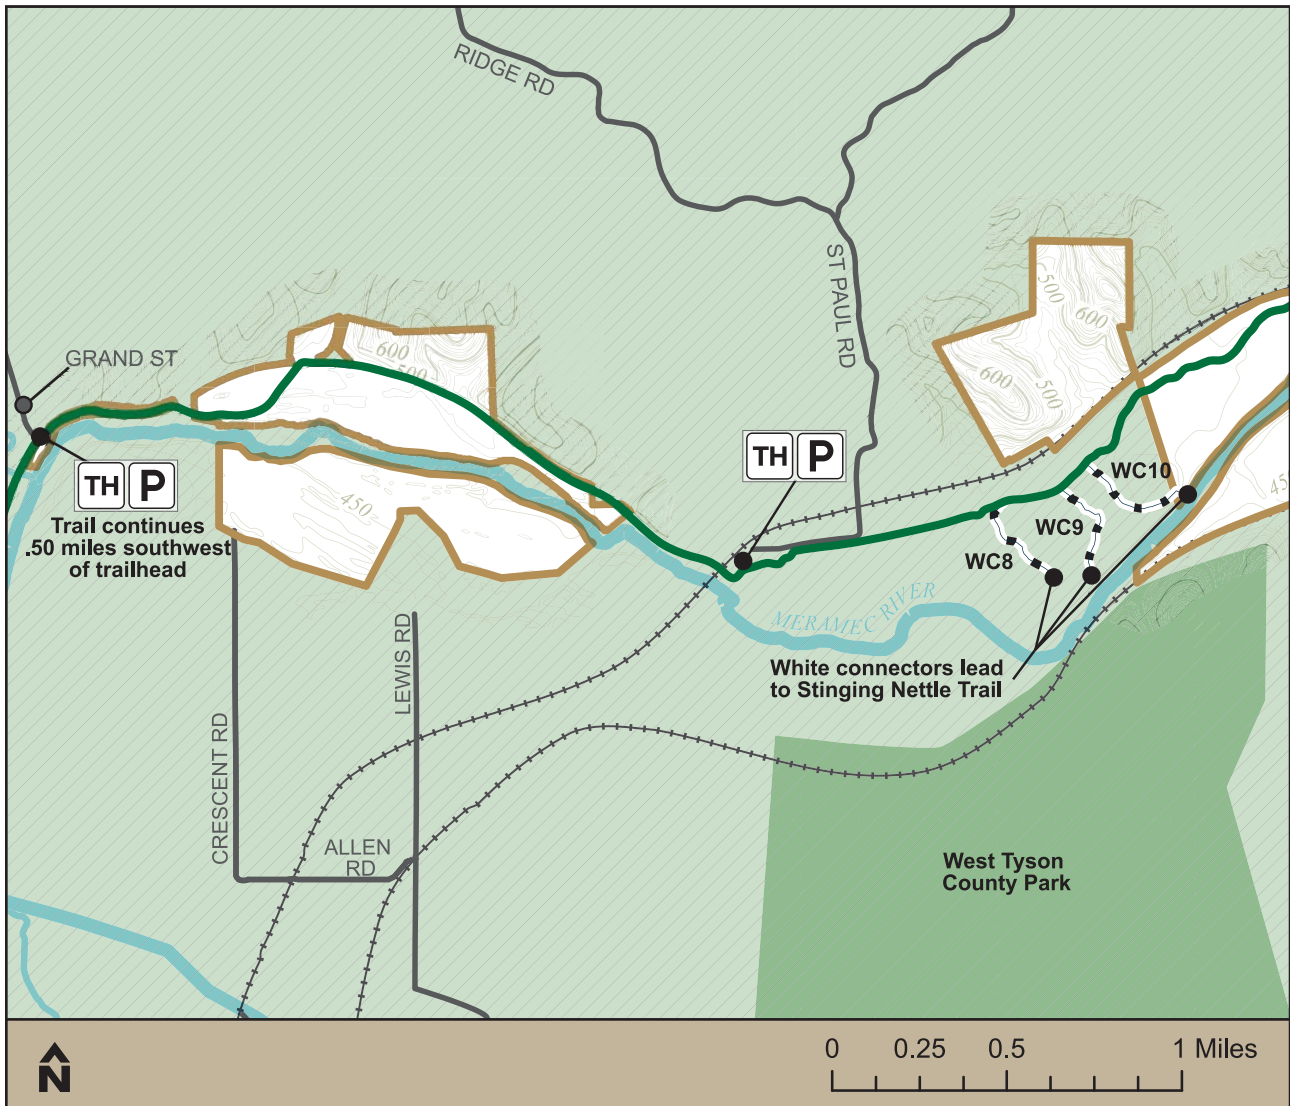 RIDGE RD
ST PAUL RD
500
600
600
500
GRAND ST
600
500
TH P
TH P
WC10
450
450
WC9
WC8
Trail continues
.50 miles southwest
of trailhead
MERAMEC RIVER
LEWIS RD
White connectors lead
to Stinging Nettle Trail
CRESCENT RD
ALLEN
RD
West Tyson
County Park
N
0 0.25 0.5 1 Miles